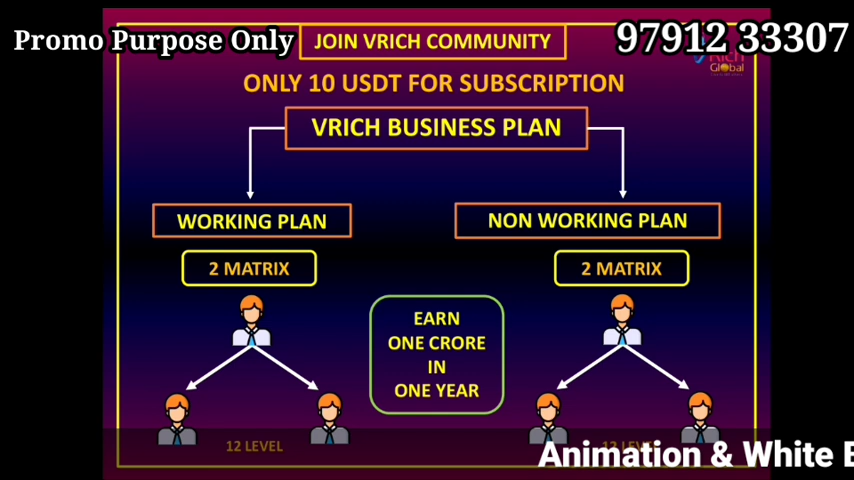 Promo Purpose Only
97912 33307
JOIN VRICH COMMUNITY
Rich
Global
ONLY 10 USDT FOR SUBSCRIPTION
VRICH BUSINESS PLAN
WORKING PLAN
NON WORKING PLAN
2 MATRIX
2 MATRIX
EARN
ONE CRORE
IN
ONE YEAR
12 LEVEL
Animation & White